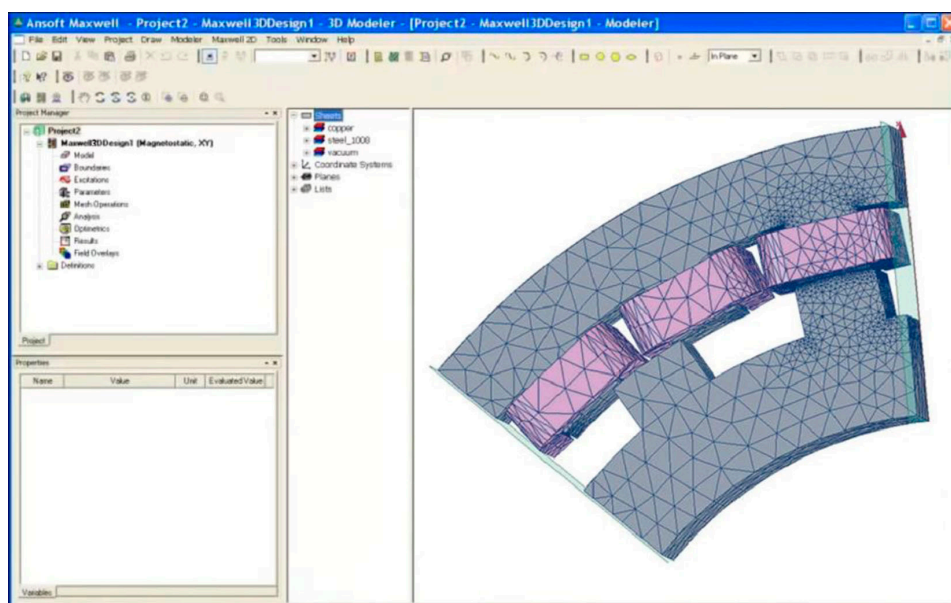 Ansoft Maxwell - Project2 - Maxwell3DDesign1 - 3D Modeler - [Project2 - Maxwell3DDesign1 - Modeler]
File Edit View Project Draw Modeler Maxwell 2D Tools Window Help
In Plane
Project Manager
Project2
Maxwell3DDesign1 (Magnetostatic, XY)
Model
Boundaries
Excitations
Parameters
Mesh Operations
Analysis
Optimetrics
Results
Field Overlays
Definitions
Project
Sheets
copper
steel_1008
vacuum
Coordinate Systems
Planes
Lists
Properties
Name Value Unit Evaluated Value
Variables